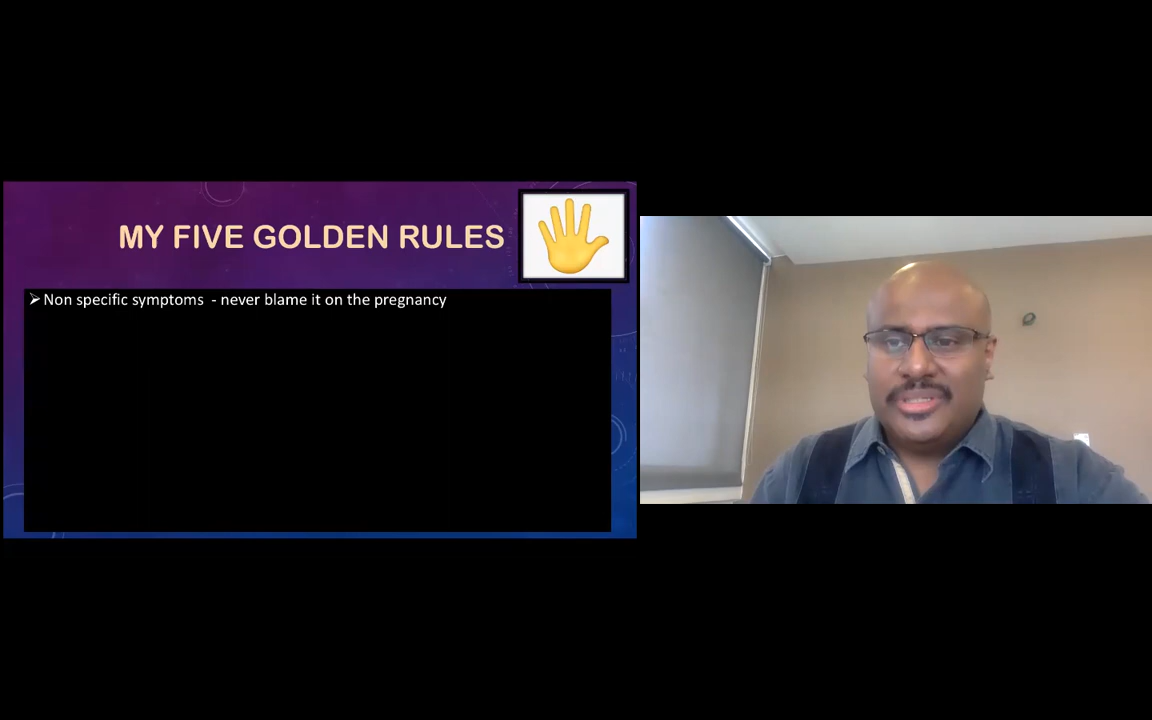 MY FIVE GOLDEN RULES
➢Non specific symptoms - never blame it on the pregnancy